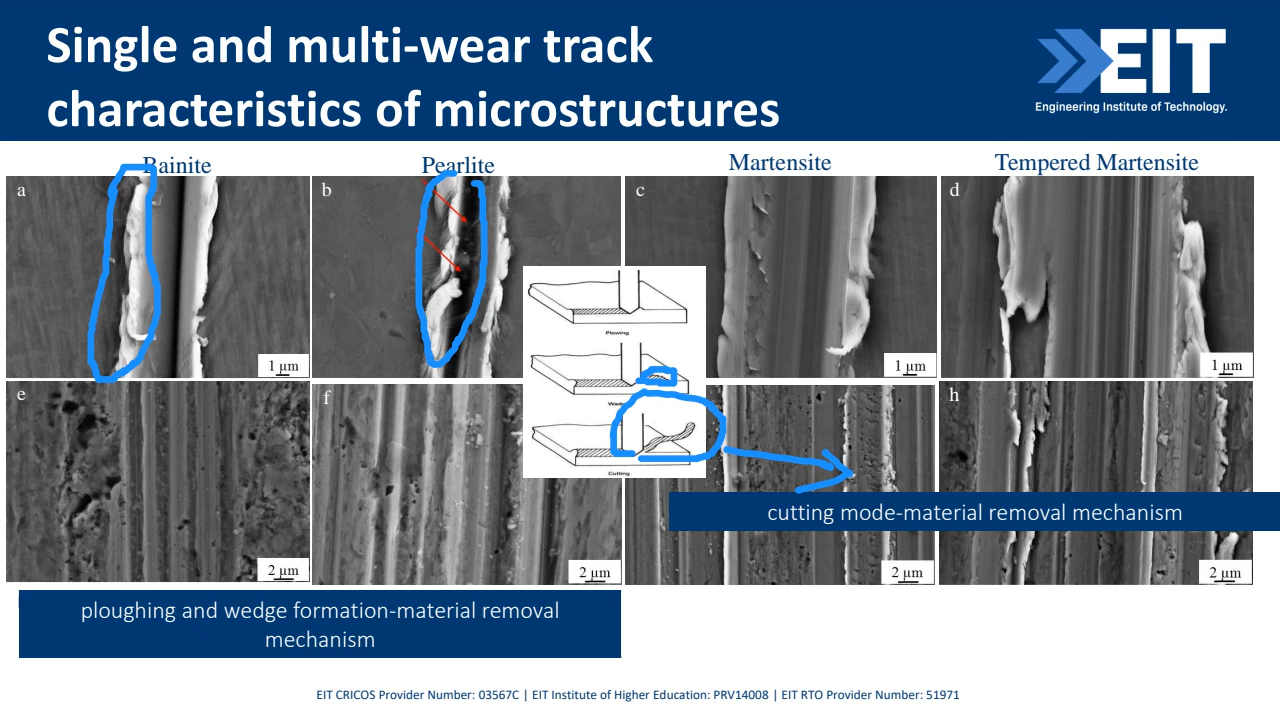 Single and multi-wear track
characteristics of microstructures
EIT
Engineering Institute of Technology.
Bainite
Pearlite
Martensite
Tempered Martensite
a
b
c
d
1 μm
1 μm
1 μm
Plowing
Cutting
e
f
h
2 μm
2 μm
2 μm
2 μm
cutting mode-material removal mechanism
ploughing and wedge formation-material removal
mechanism
EIT CRICOS Provider Number: 03567C | EIT Institute of Higher Education: PRV14008 | EIT RTO Provider Number: 51971